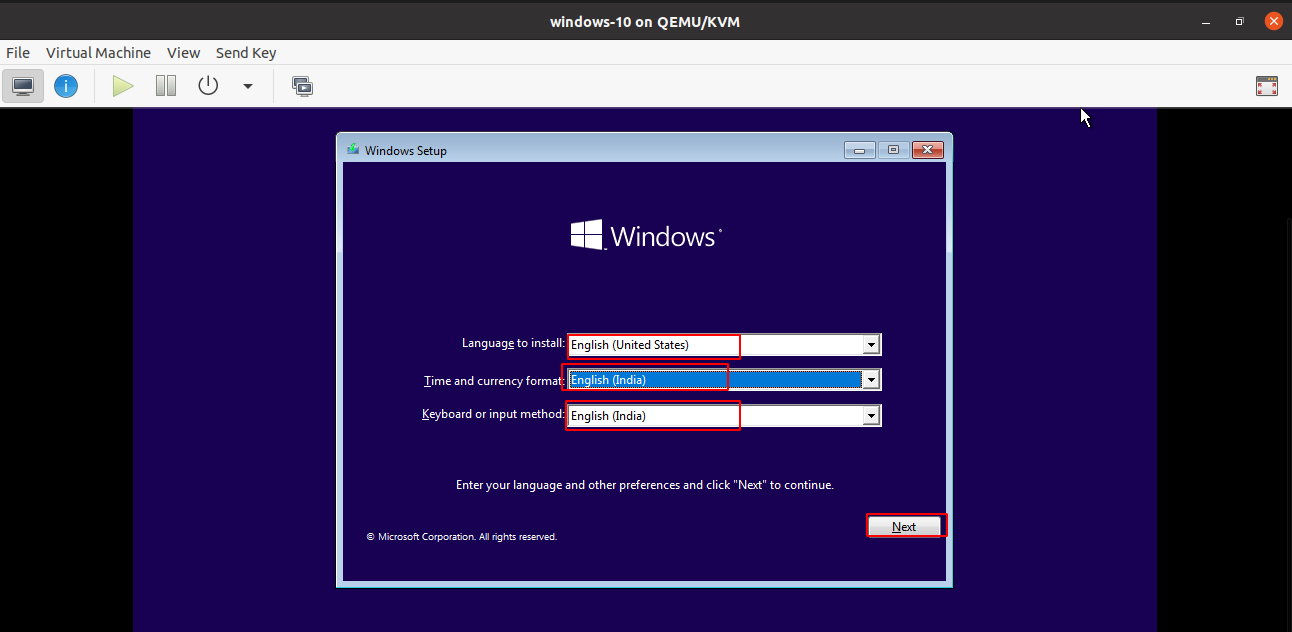 windows-10 on QEMU/KVM
File Virtual Machine View Send Key
Windows Setup
Windows
Language to install: English (United States)
Time and currency format: English (India)
Keyboard or input method: English (India)
Enter your language and other preferences and click "Next" to continue.
Next
© Microsoft Corporation. All rights reserved.